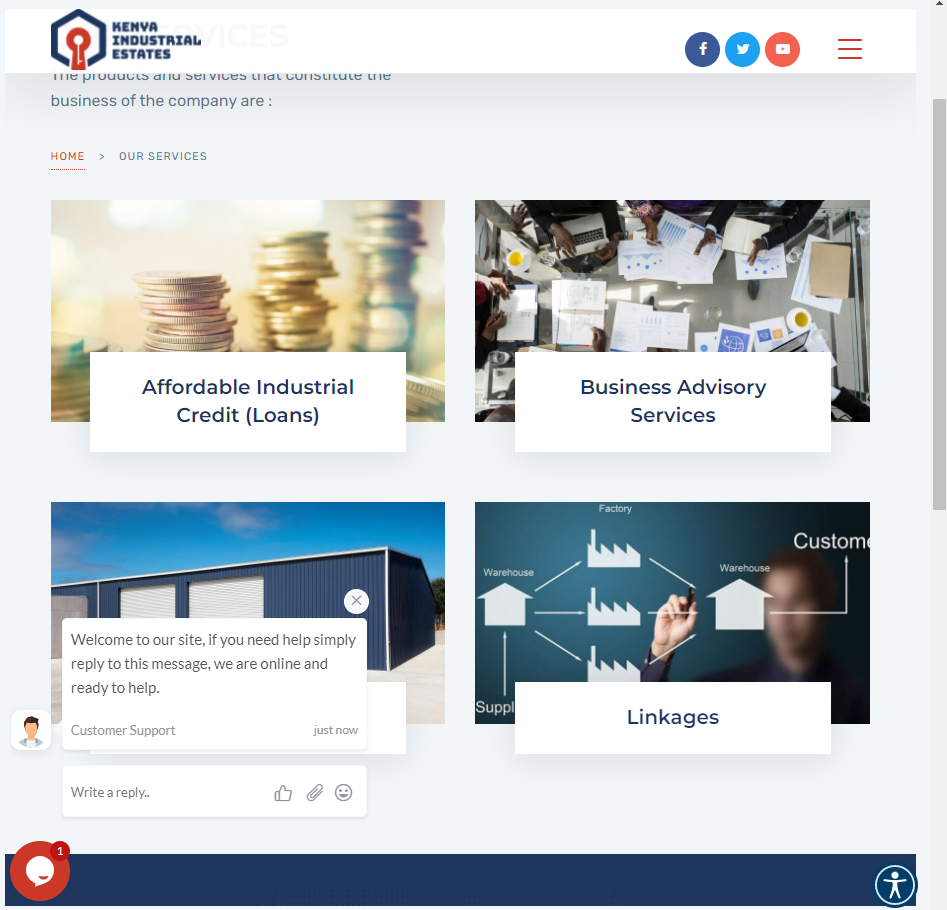 KENYA
INDUSTRIAL
ESTATES
SERVICES
The products and services that constitute the
business of the company are :
HOME > OUR SERVICES
Affordable Industrial
Credit (Loans)
Business Advisory
Services
Factory
Custome
Warehouse
Warehouse
Suppl
Linkages
Welcome to our site, if you need help simply
reply to this message, we are online and
ready to help.
Customer Support just now
Write a reply..
1